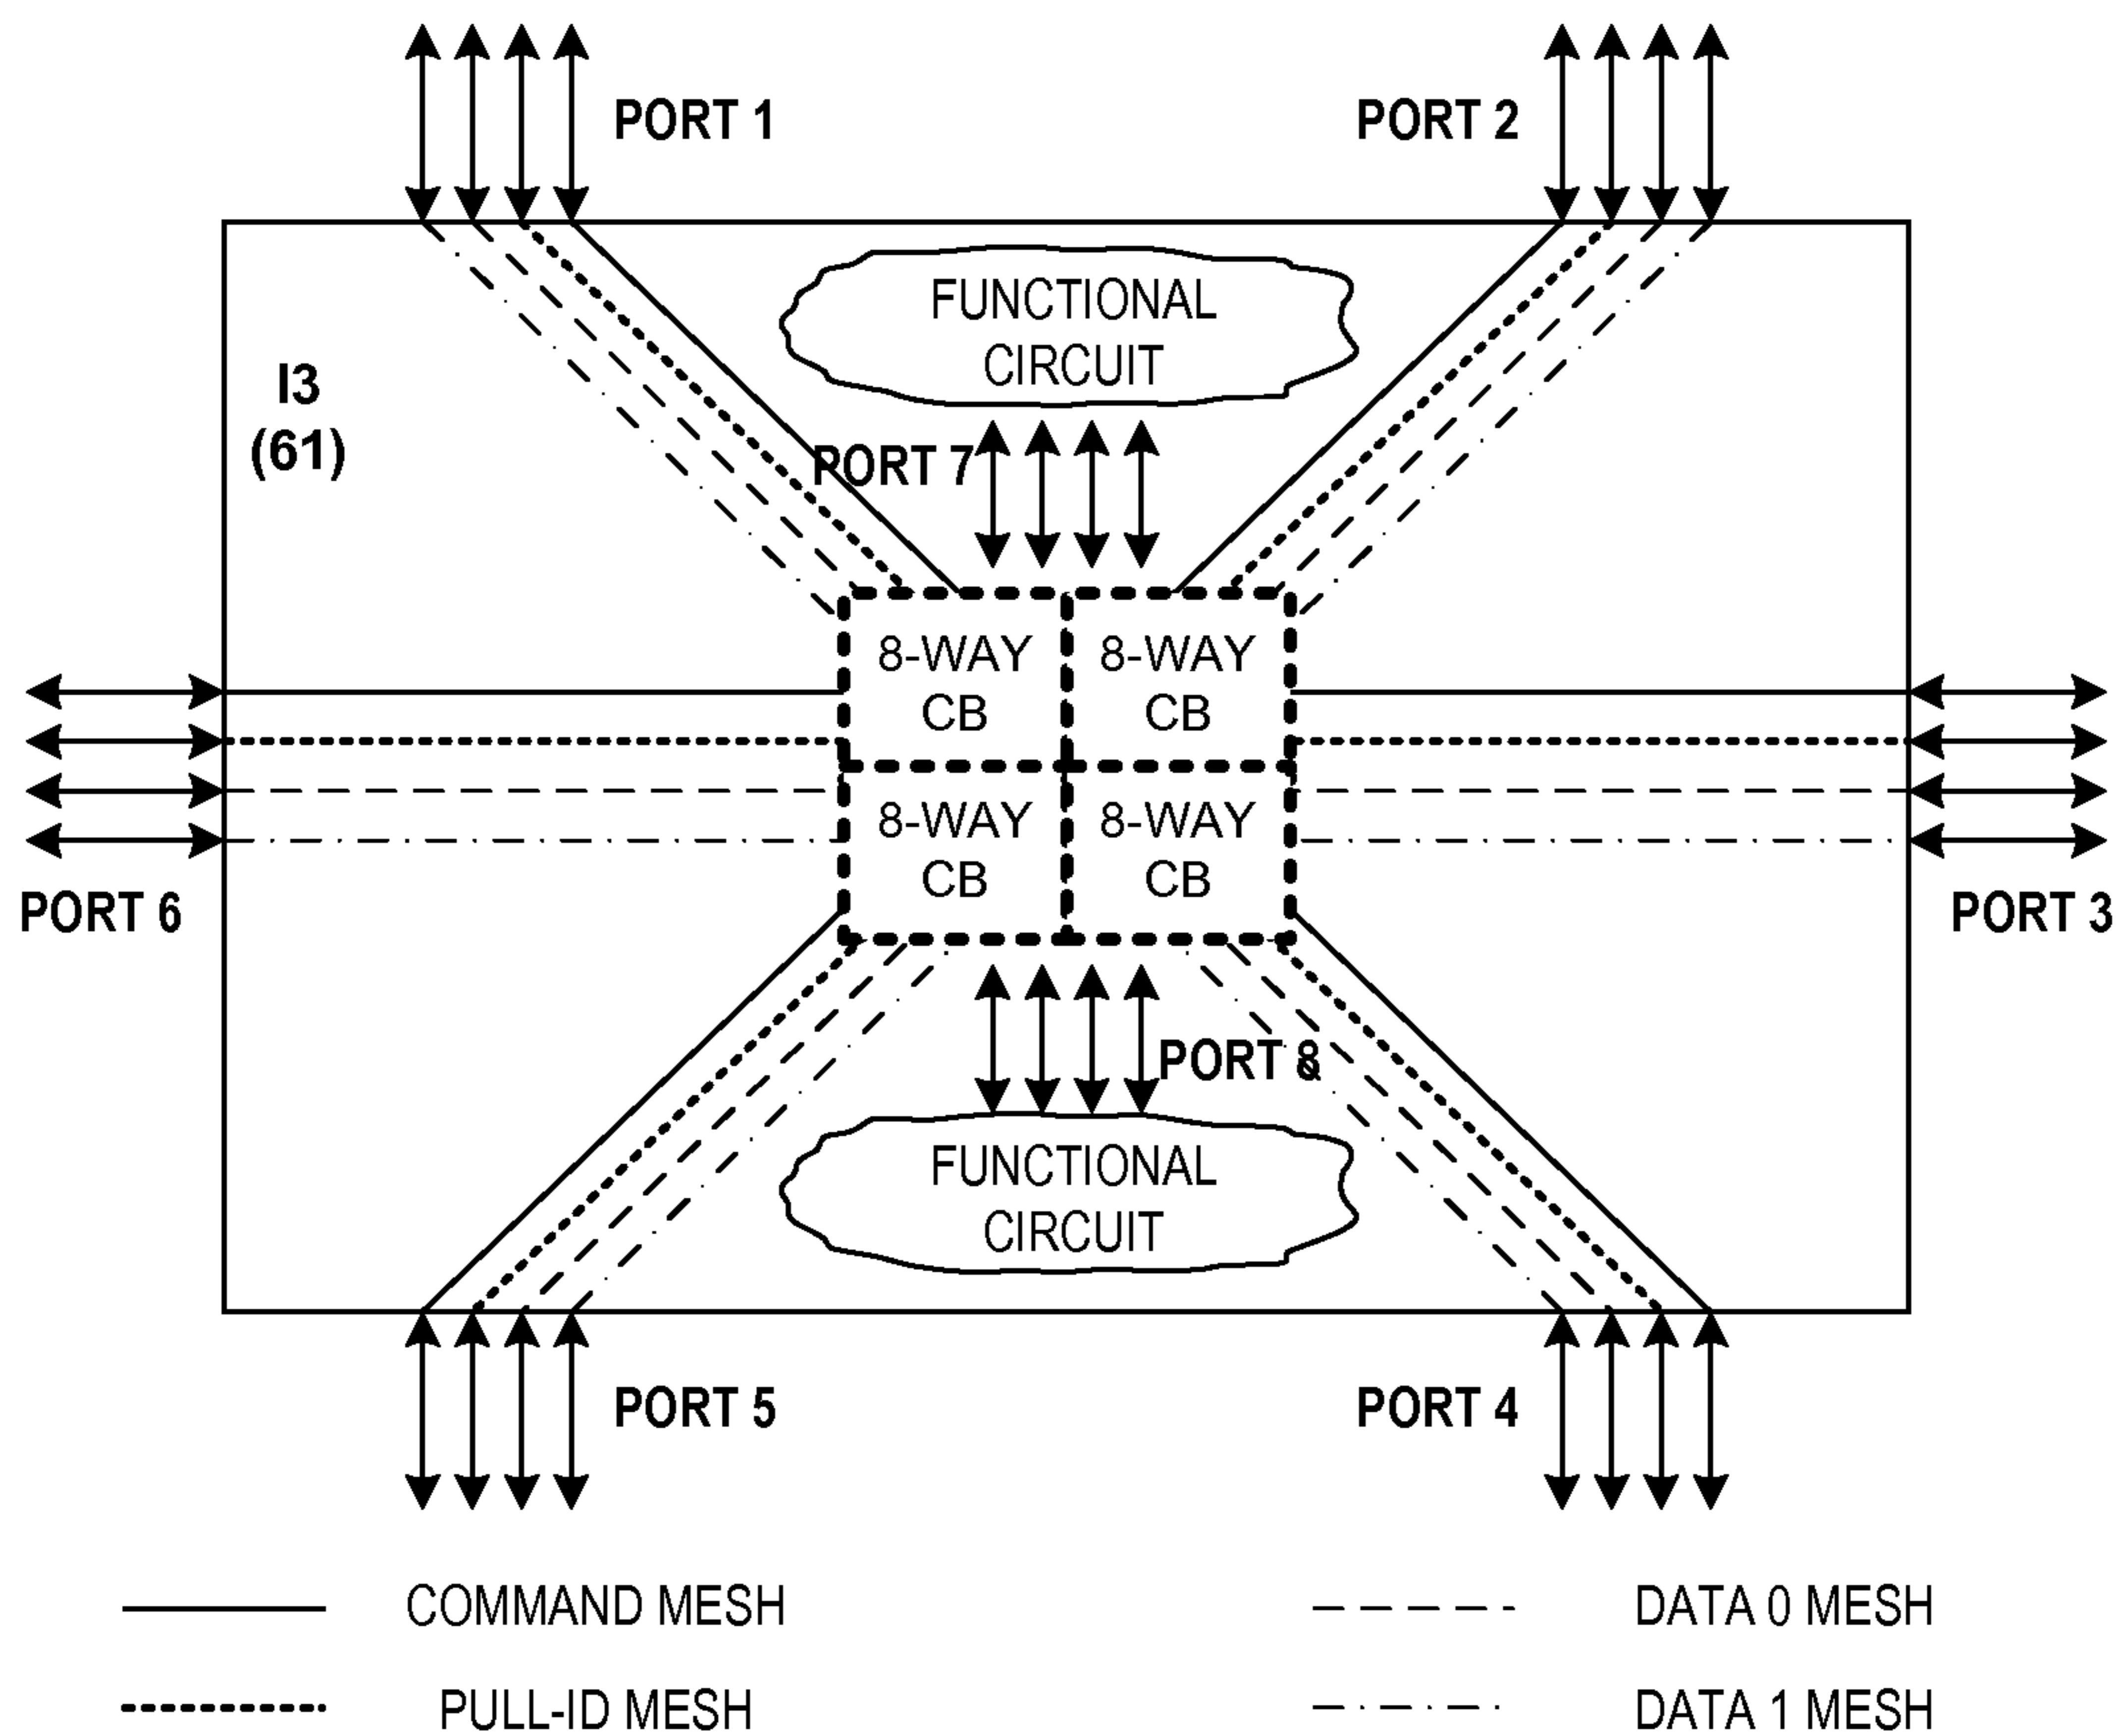 PORT 1
PORT 2
FUNCTIONAL
CIRCUIT
I3
(61)
PORT 7
8-WAY
CB
8-WAY
CB
8-WAY
CB
8-WAY
CB
PORT 6
PORT 3
PORT 8
FUNCTIONAL
CIRCUIT
PORT 5
PORT 4
COMMAND MESH
DATA 0 MESH
PULL-ID MESH
DATA 1 MESH